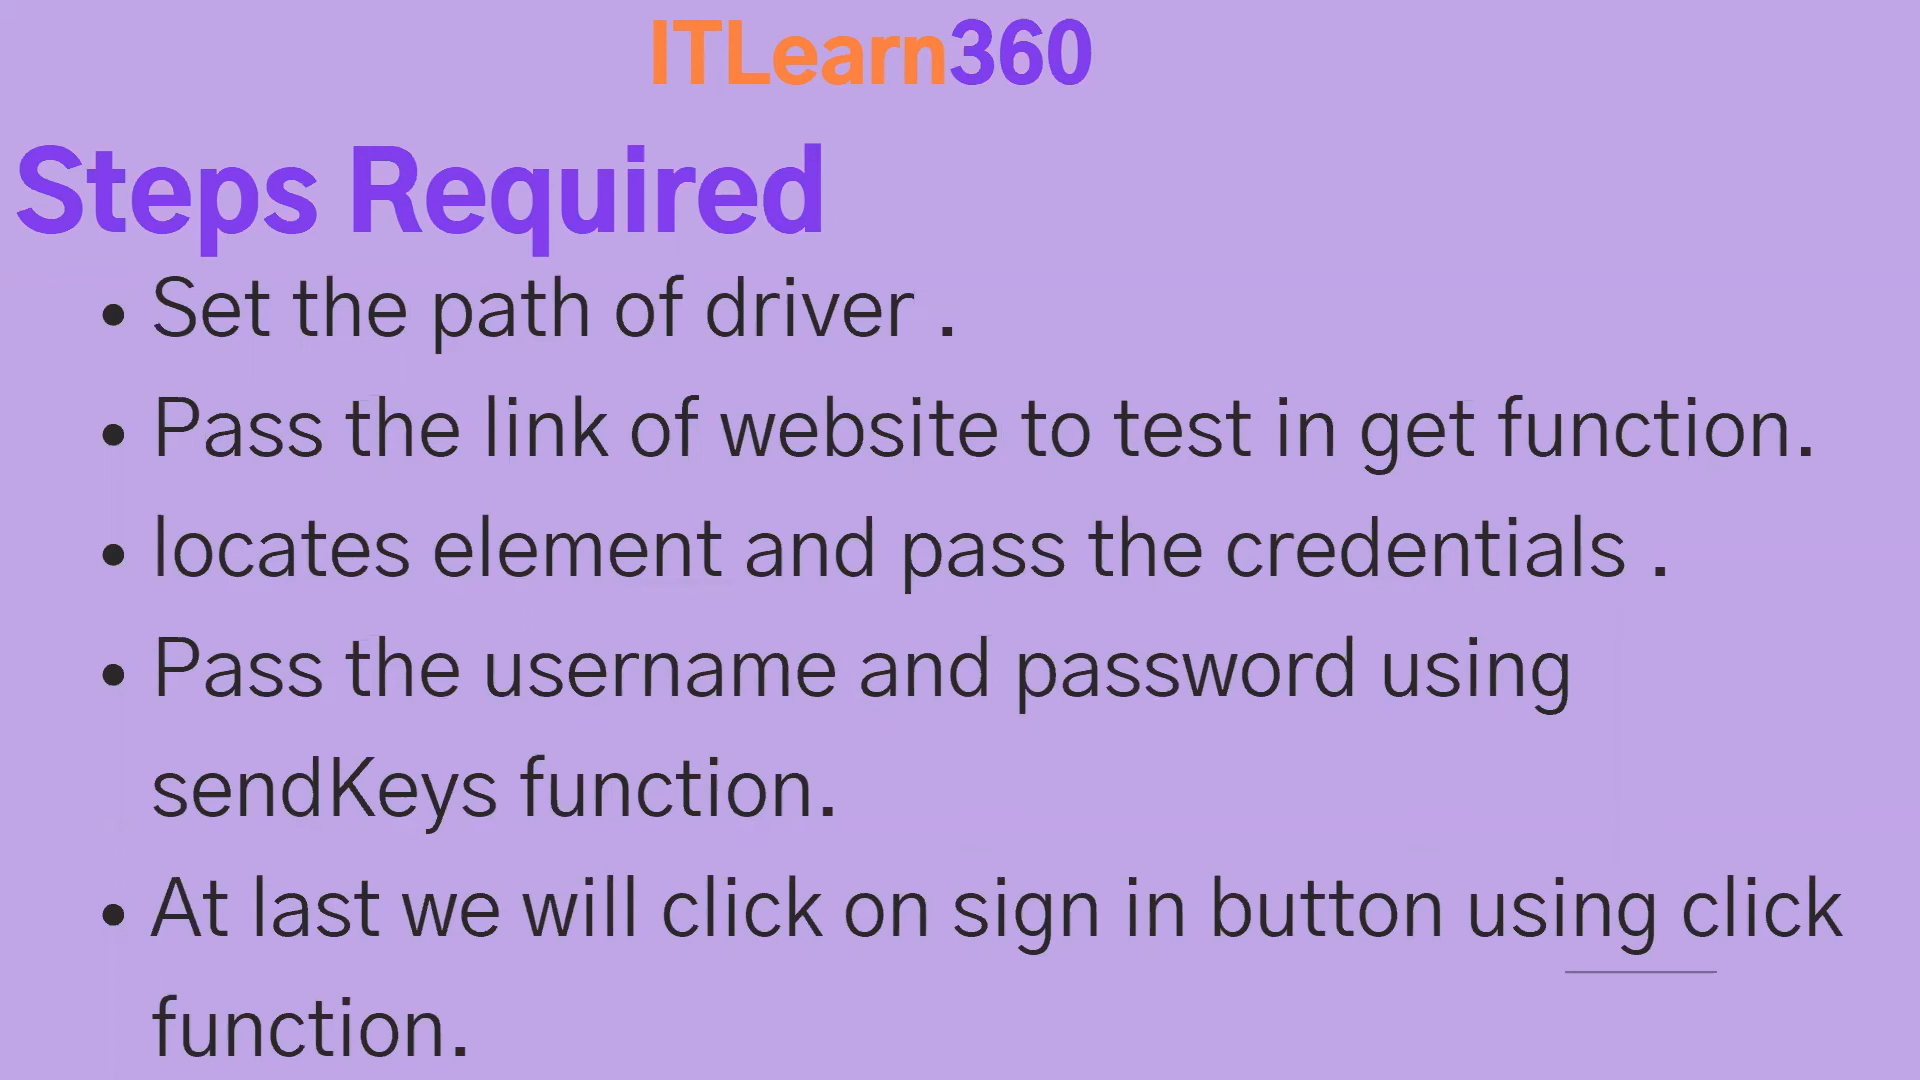 ITLearn360
Steps Required
• Set the path of driver .
• Pass the link of website to test in get function.
• locates element and pass the credentials .
• Pass the username and password using
sendKeys function.
• At last we will click on sign in button using click
function.